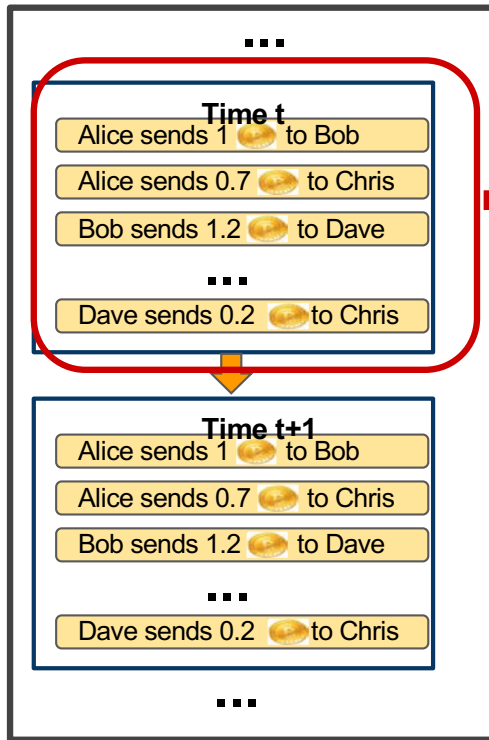 ...
Time t
Alice sends 1 to Bob
Alice sends 0.7 to Chris
Bob sends 1.2 to Dave
...
Dave sends 0.2 to Chris
Time t+1
Alice sends 1 to Bob
Alice sends 0.7 to Chris
Bob sends 1.2 to Dave
...
Dave sends 0.2 to Chris
...